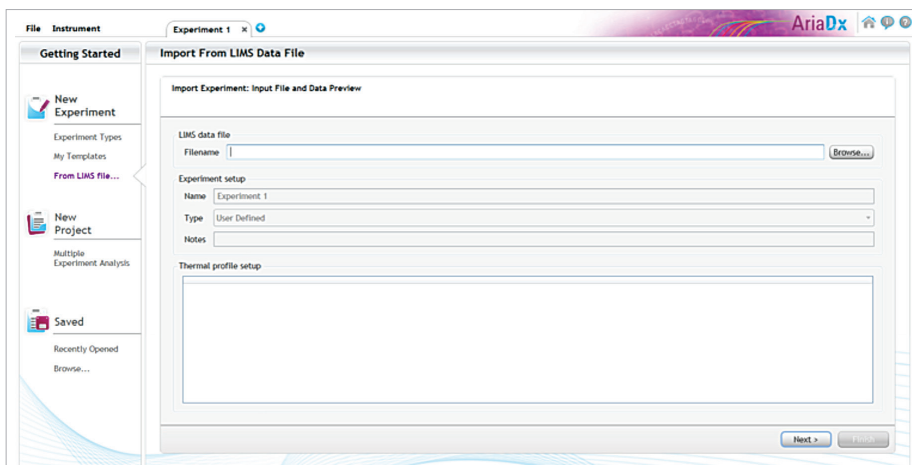 File Instrument
Experiment 1 x
AriaDx
Getting Started
New
Experiment
Experiment Types
My Templates
From LIMS file...
New
Project
Multiple
Experiment Analysis
Saved
Recently Opened
Browse...
Import From LIMS Data File
Import Experiment: Input File and Data Preview
LIMS data file
Filename
Browse...
Experiment setup
Name Experiment 1
Type User Defined
Notes
Thermal profile setup
Next >
Finish